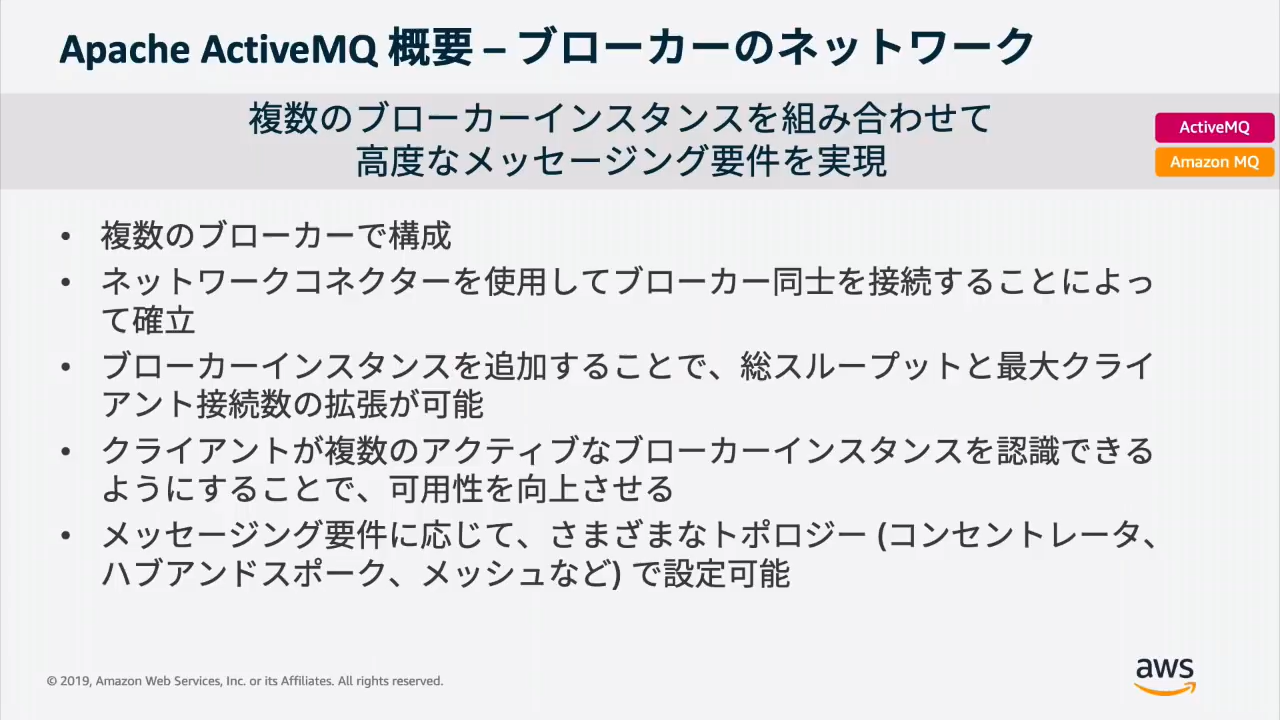 Apache ActiveMQ 概要 – ブローカーのネットワーク
複数のブローカーインスタンスを組み合わせて
高度なメッセージング要件を実現
ActiveMQ
Amazon MQ
• 複数のブローカーで構成
• ネットワークコネクターを使用してブローカー同士を接続することによっ
て確立
• ブローカーインスタンスを追加することで、総スループットと最大クライ
アント接続数の拡張が可能
• クライアントが複数のアクティブなブローカーインスタンスを認識できる
ようにすることで、可用性を向上させる
• メッセージング要件に応じて、さまざまなトポロジー (コンセントレータ、
ハブアンドスポーク、メッシュなど) で設定可能
© 2019, Amazon Web Services, Inc. or its Affiliates. All rights reserved.
aws